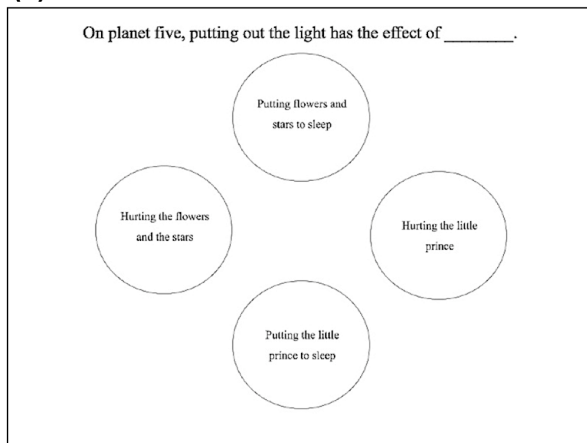 On planet five, putting out the light has the effect of ________.
Putting flowers and
stars to sleep
Hurting the flowers
and the stars
Hurting the little
prince
Putting the little
prince to sleep